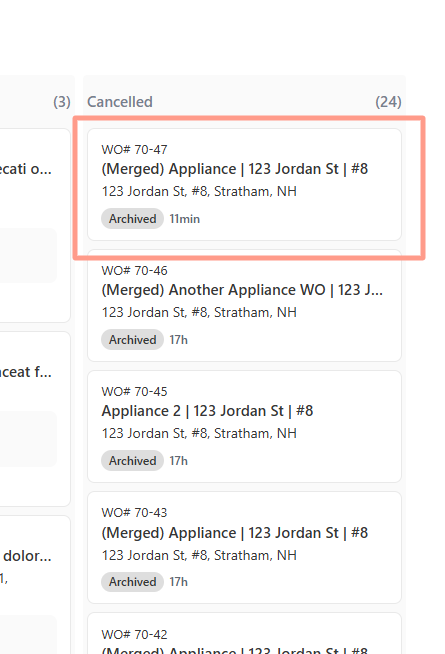 (3)
ecati o...
ceat f...
dolor...
1,
Cancelled (24)
WO# 70-47
(Merged) Appliance | 123 Jordan St | #8
123 Jordan St, #8, Stratham, NH
Archived 11min
WO# 70-46
(Merged) Another Appliance WO | 123 J...
123 Jordan St, #8, Stratham, NH
Archived 17h
WO# 70-45
Appliance 2 | 123 Jordan St | #8
123 Jordan St, #8, Stratham, NH
Archived 17h
WO# 70-43
(Merged) Appliance | 123 Jordan St | #8
123 Jordan St, #8, Stratham, NH
Archived 17h
WO# 70-42
(Merged) Appliance | 123 Jordan St | #8